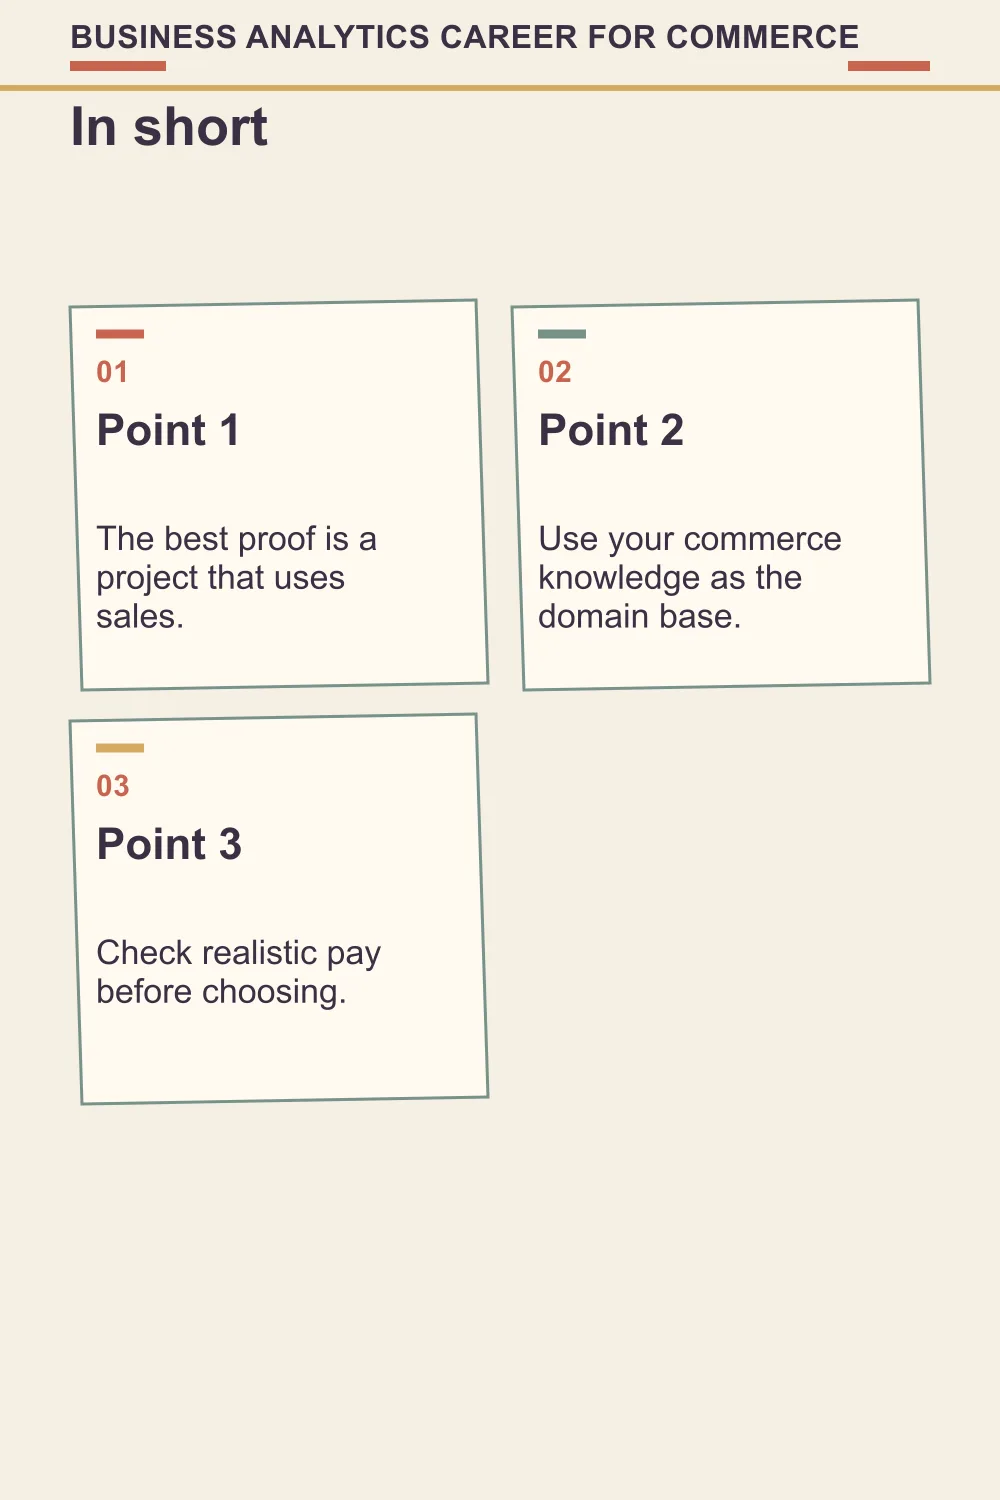 BUSINESS ANALYTICS CAREER FOR COMMERCE
In short
01
Point 1
The best proof is a
project that uses
sales.
02
Point 2
Use your commerce
knowledge as the
domain base.
03
Point 3
Check realistic pay
before choosing.